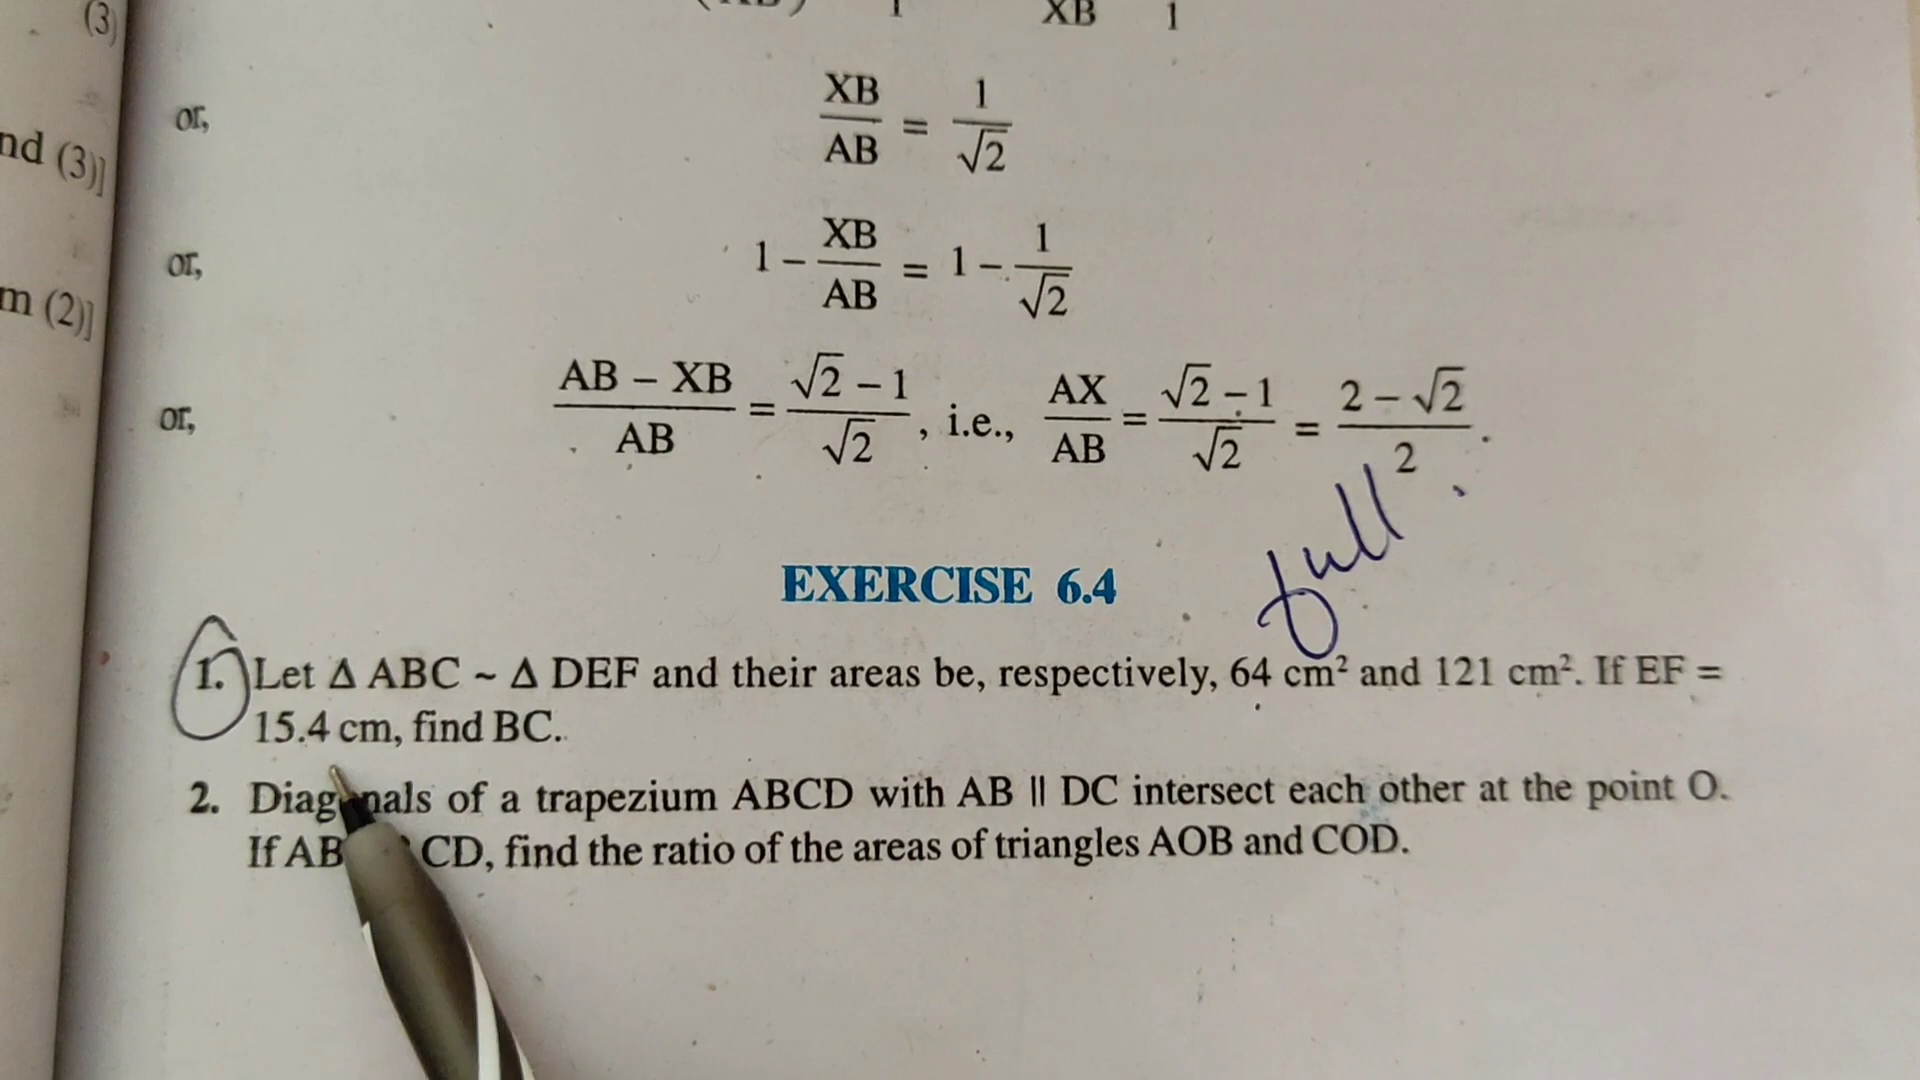 (3)
nd (3)]
m (2)]
XB 1
or, XB/AB = 1/√2
or, 1 – XB/AB = 1 – 1/√2
or, AB – XB/AB = √2 – 1/√2, i.e., AX/AB = √2 – 1/√2 = 2 – √2/2.
full
EXERCISE 6.4
1. Let Δ ABC ~ Δ DEF and their areas be, respectively, 64 cm² and 121 cm². If EF =
15.4 cm, find BC.
2. of a trapezium ABCD with AB || DC intersect each other at the point O.
If AB CD, find the ratio of the areas of triangles AOB and COD.